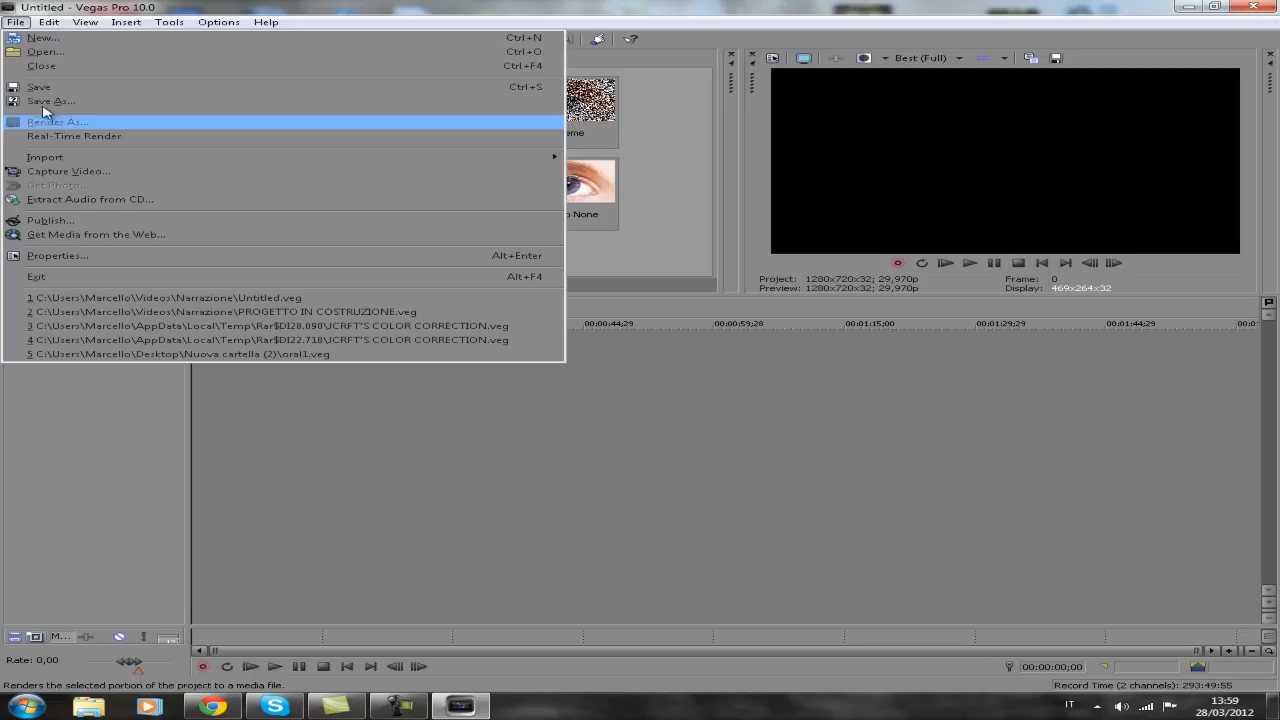 Untitled - Vegas Pro 10.0
File Edit View Insert Tools Options Help
New... Ctrl+N
Open... Ctrl+O
Close Ctrl+F4
Save Ctrl+S
Save As...
Render As...
Real-Time Render
Import
Capture Video...
Get Photo...
Extract Audio from CD...
Publish...
Get Media from the Web...
Properties... Alt+Enter
Exit Alt+F4
1 C:\Users\Marcello\Videos\Narrazione\Untitled.veg
2 C:\Users\Marcello\Videos\Narrazione\PROGETTO IN COSTRUZIONE.veg
3 C:\Users\Marcello\AppData\Local\Temp\Rar$DI28.090\ICRFT'S COLOR CORRECTION.veg
4 C:\Users\Marcello\AppData\Local\Temp\Rar$DI22.718\ICRFT'S COLOR CORRECTION.veg
5 C:\Users\Marcello\Desktop\Nuova cartella (2)\oral1.veg
Best (Full)
None
Project: 1280x720x32; 29,970p Frame: 0
Preview: 1280x720x32; 29,970p Display: 469x264x32
00:00:44;29 00:00:59;28 00:01:15;00 00:01:29;29 00:01:44;29
M...
Rate: 0,00
00:00:00;00
Renders the selected portion of the project to a media file.
Record Time (2 channels): 293:49:55
IT
13:59
28/03/2012